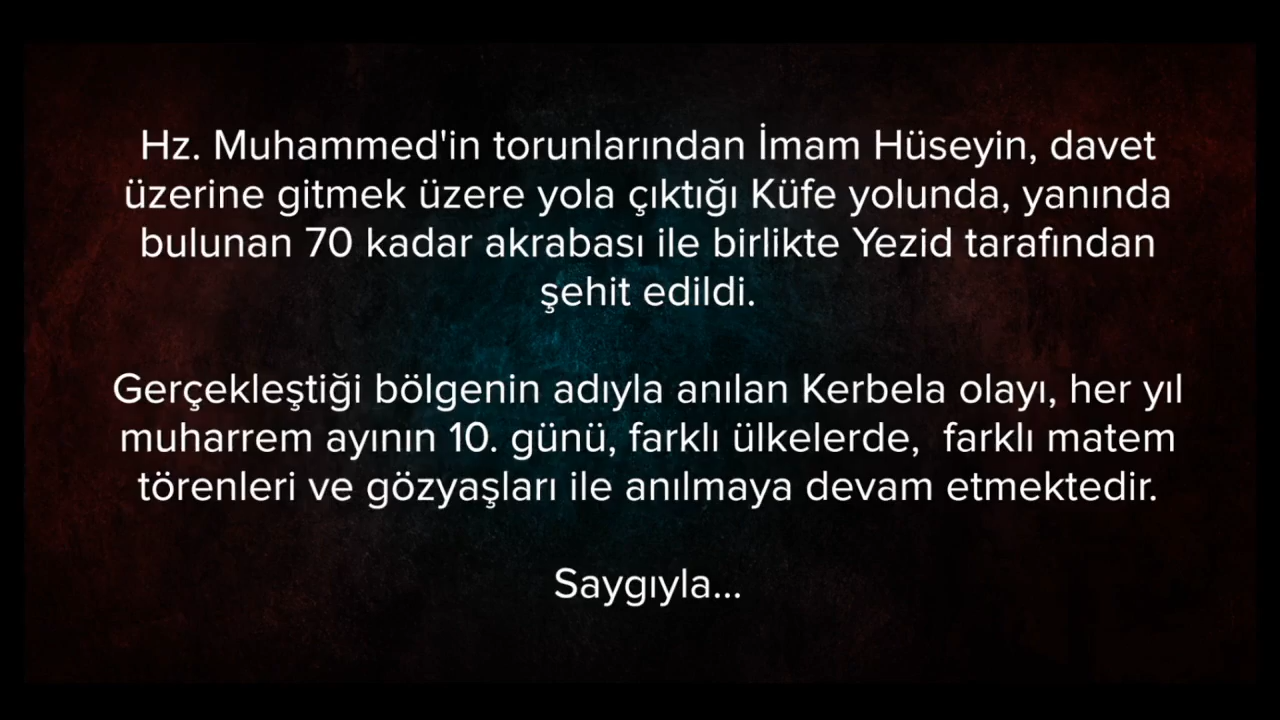 Hz. Muhammed'in torunlarından İmam Hüseyin, davet
üzerine gitmek üzere yola çıktığı Küfe yolunda, yanında
bulunan 70 kadar akrabası ile birlikte Yezid tarafından
şehit edildi.
Gerçekleştiği bölgenin adıyla anılan Kerbela olayı, her yıl
muharrem ayının 10. günü, farklı ülkelerde,  farklı matem
törenleri ve gözyaşları ile anılmaya devam etmektedir.
Saygıyla...